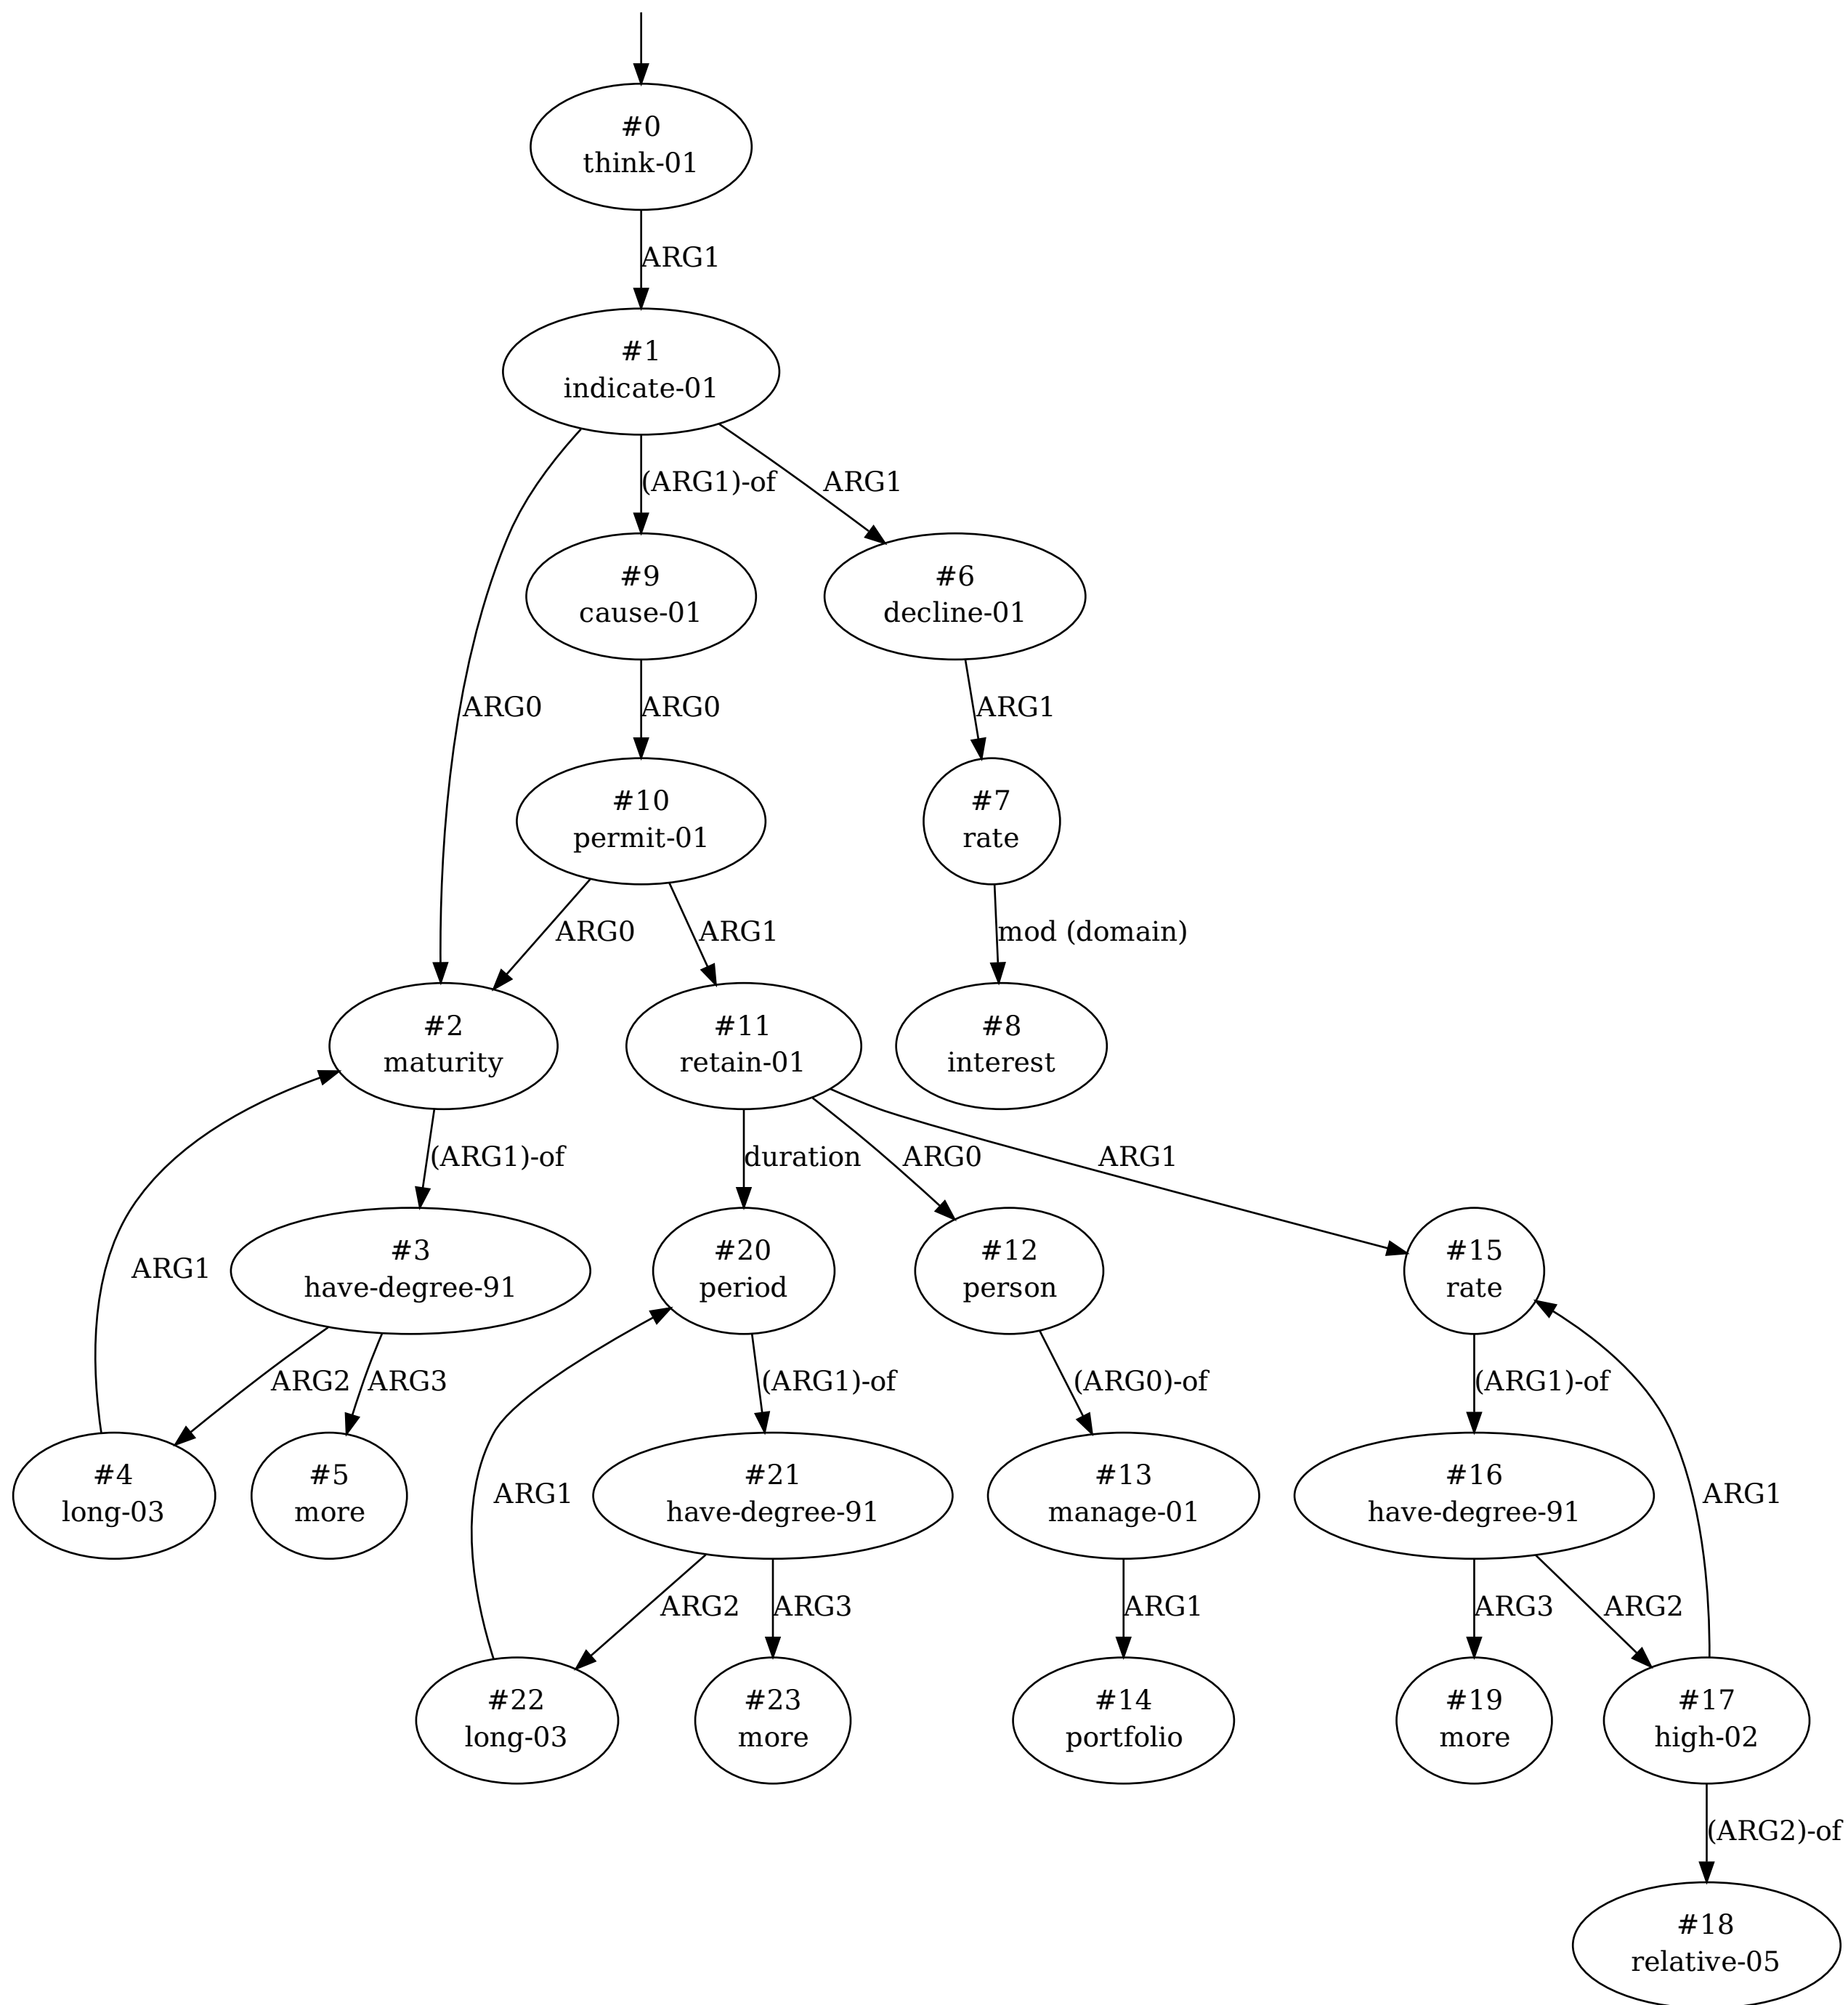 #0
think-01
ARG1
#1
indicate-01
(ARG1)-of
ARG1
#9
cause-01
#6
decline-01
ARG0
ARG0
ARG1
#10
permit-01
#7
rate
ARG0
ARG1
mod (domain)
#2
maturity
#11
retain-01
#8
interest
(ARG1)-of
duration
ARG0
ARG1
ARG1
#3
have-degree-91
#20
period
#12
person
#15
rate
ARG2
ARG3
(ARG1)-of
(ARG0)-of
(ARG1)-of
#4
long-03
#5
more
ARG1
#21
have-degree-91
#13
manage-01
#16
have-degree-91
ARG1
ARG2
ARG3
ARG1
ARG3
ARG2
#22
long-03
#23
more
#14
portfolio
#19
more
#17
high-02
(ARG2)-of
#18
relative-05